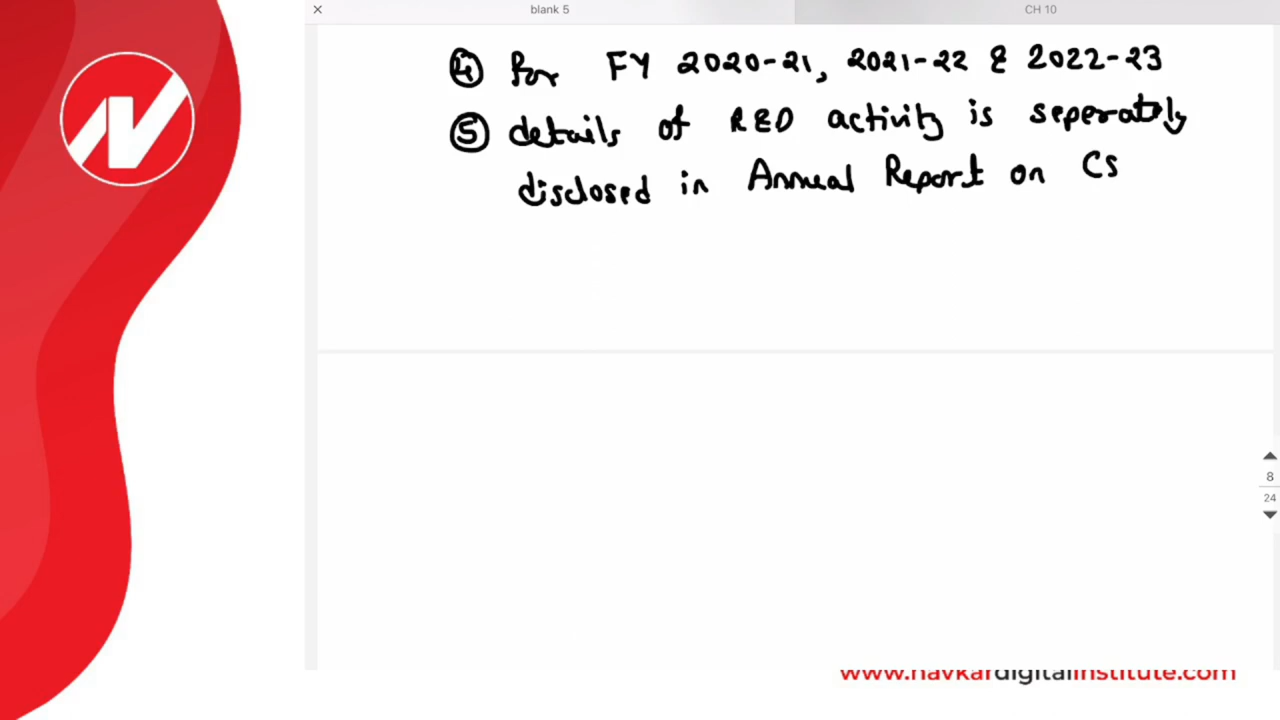 blank 5
CH 10
④ for FY 2020-21, 2021-22 & 2022-23
⑤ details of R&D activity is seperately
disclosed in Annual Report on CS
8
24
www.navkardigitalinstitute.com